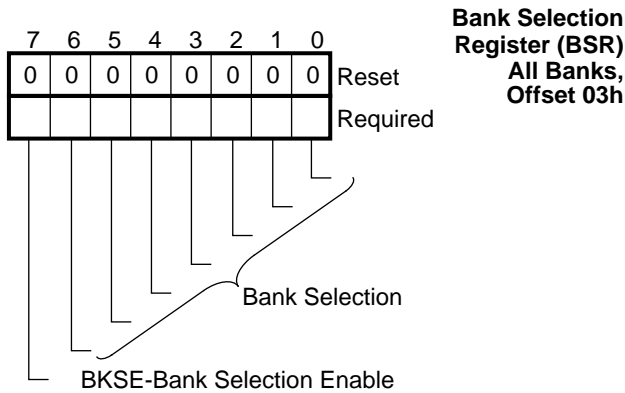 Bank Selection
Register (BSR)
All Banks,
Offset 03h
7 6 5 4 3 2 1 0
0 0 0 0 0 0 0 0 Reset
Required
Bank Selection
BKSE-Bank Selection Enable